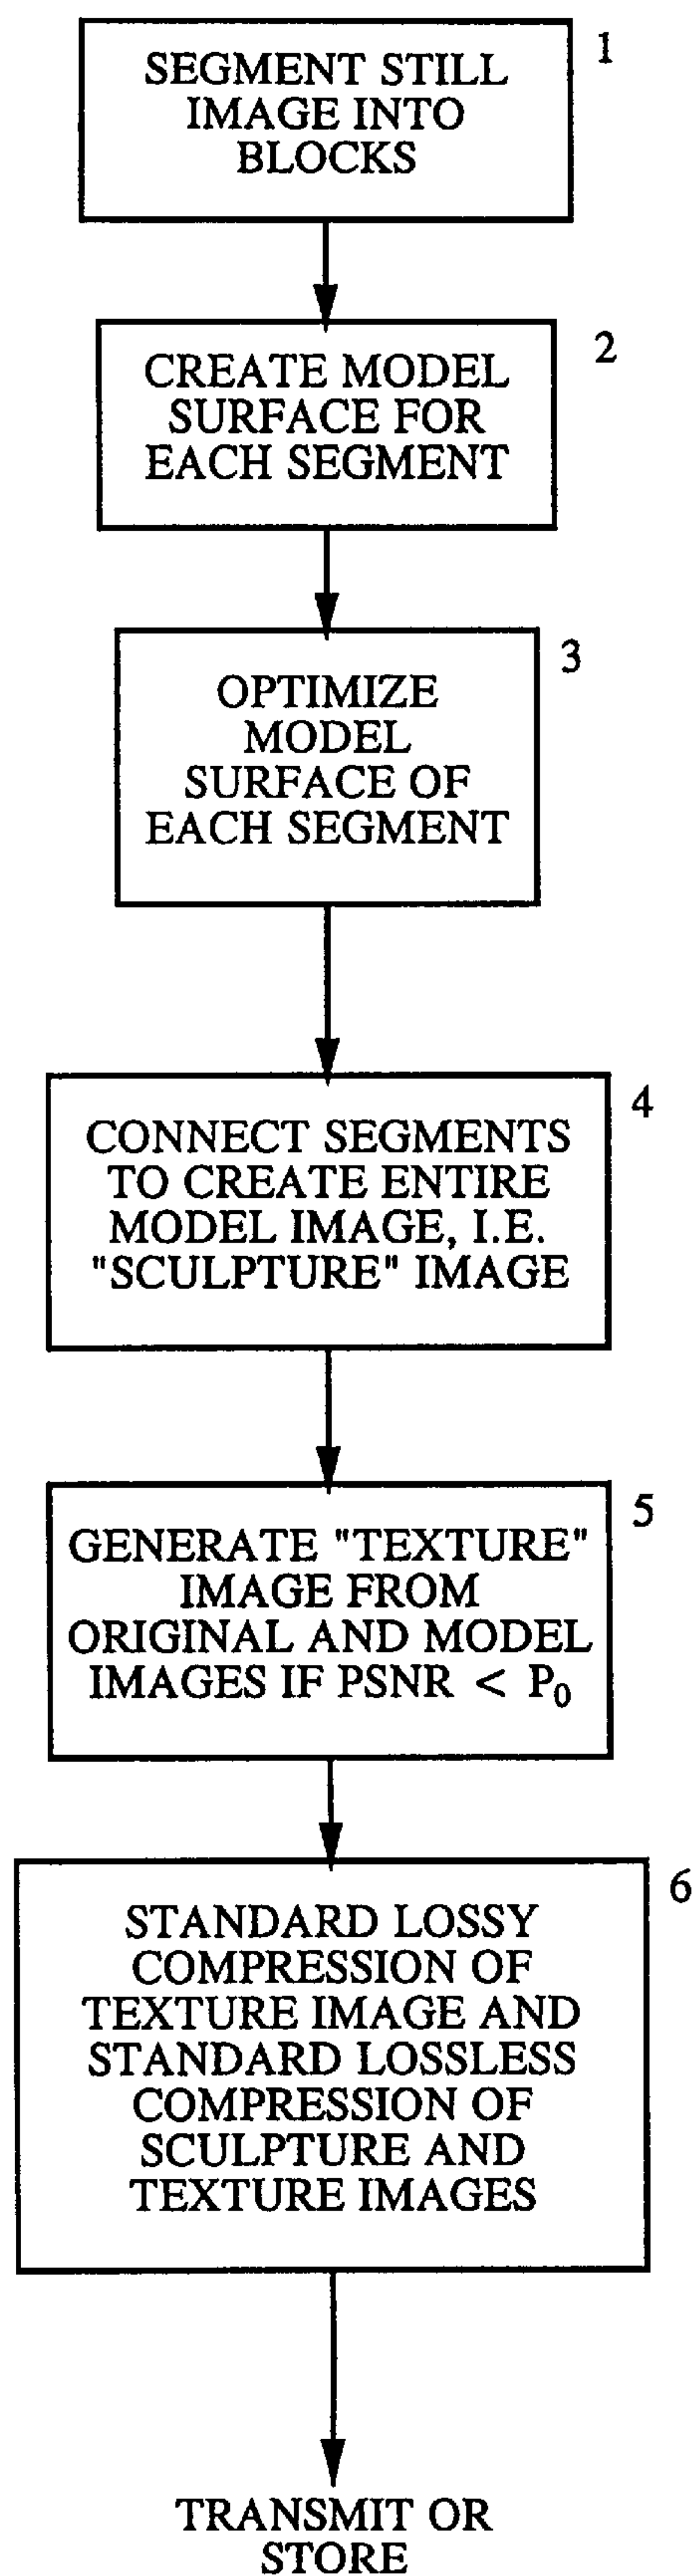 1
SEGMENT STILL
IMAGE INTO
BLOCKS
2
CREATE MODEL
SURFACE FOR
EACH SEGMENT
3
OPTIMIZE
MODEL
SURFACE OF
EACH SEGMENT
4
CONNECT SEGMENTS
TO CREATE ENTIRE
MODEL IMAGE, I.E.
"SCULPTURE" IMAGE
5
GENERATE "TEXTURE"
IMAGE FROM
ORIGINAL AND MODEL
IMAGES IF PSNR < P₀
6
STANDARD LOSSY
COMPRESSION OF
TEXTURE IMAGE AND
STANDARD LOSSLESS
COMPRESSION OF
SCULPTURE AND
TEXTURE IMAGES
TRANSMIT OR
STORE